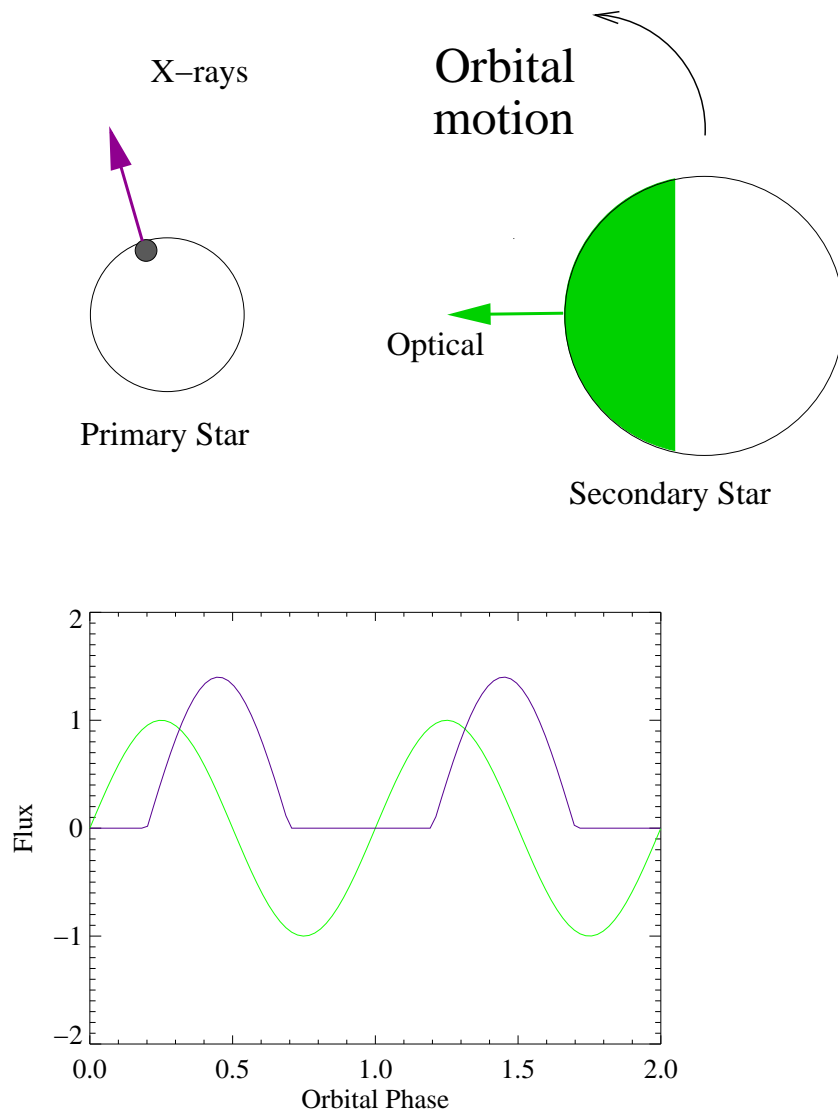 X−rays
Orbital
motion
Optical
Primary Star
Secondary Star
2
1
0
−1
−2
Flux
0.0 0.5 1.0 1.5 2.0
Orbital Phase